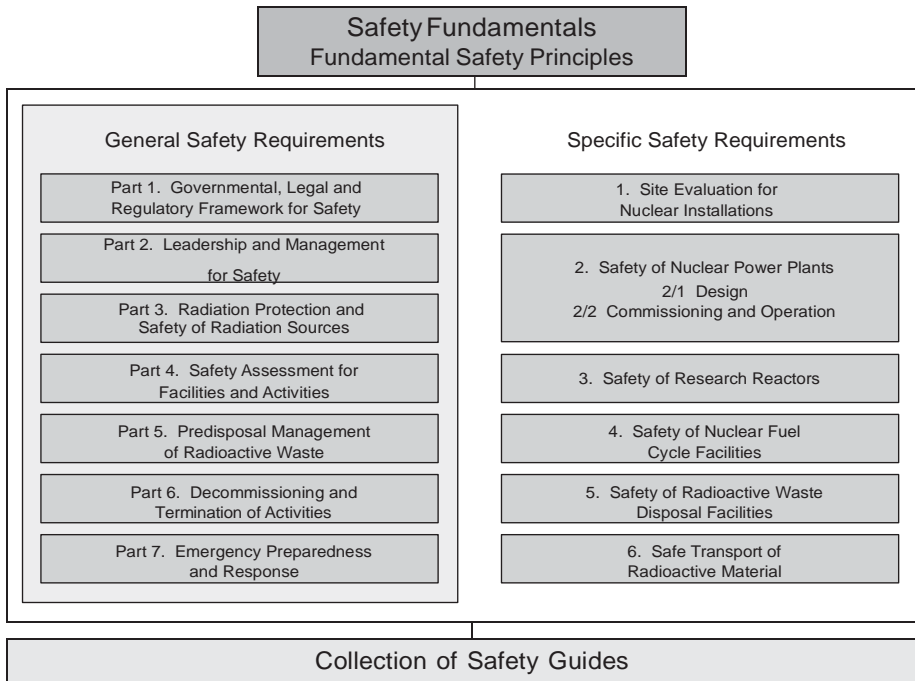 Safety Fundamentals
Fundamental Safety Principles
General Safety Requirements
Part 1. Governmental, Legal and
Regulatory Framework for Safety
Part 2. Leadership and Management
for Safety
Part 3. Radiation Protection and
Safety of Radiation Sources
Part 4. Safety Assessment for
Facilities and Activities
Part 5. Predisposal Management
of Radioactive Waste
Part 6. Decommissioning and
Termination of Activities
Part 7. Emergency Preparedness
and Response
Specific Safety Requirements
1. Site Evaluation for
Nuclear Installations
2. Safety of Nuclear Power Plants
2/1 Design
2/2 Commissioning and Operation
3. Safety of Research Reactors
4. Safety of Nuclear Fuel
Cycle Facilities
5. Safety of Radioactive Waste
Disposal Facilities
6. Safe Transport of
Radioactive Material
Collection of Safety Guides